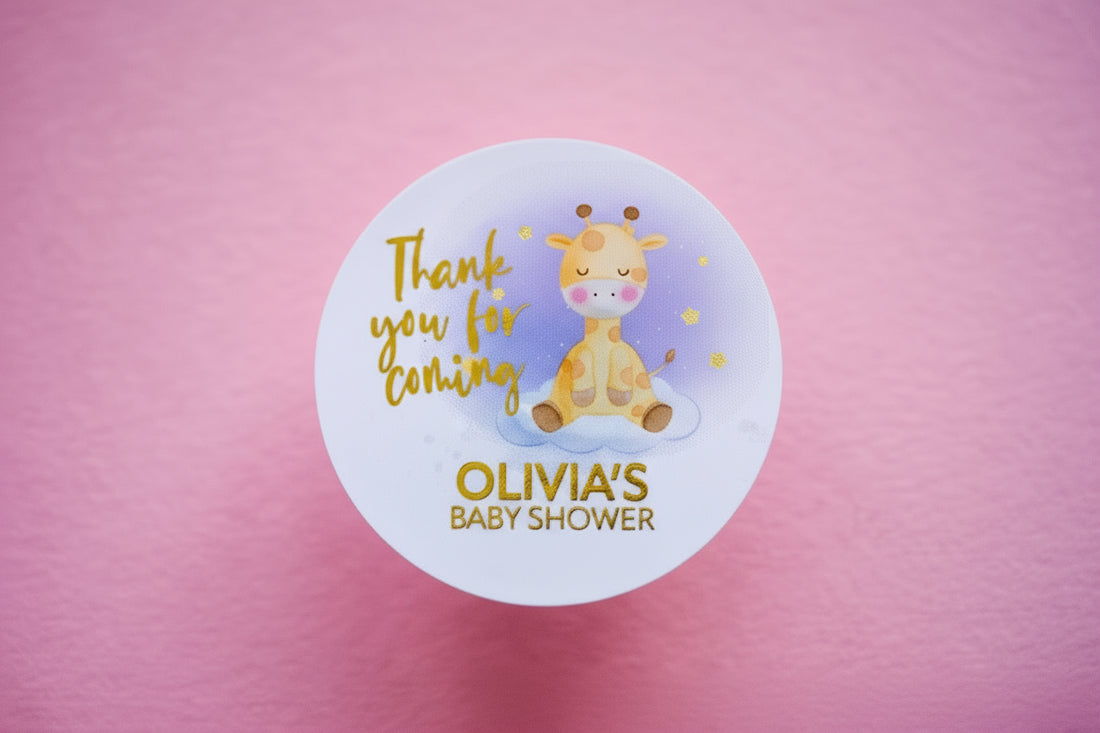 Thank
you for
coming
OLIVIA'S
BABY SHOWER